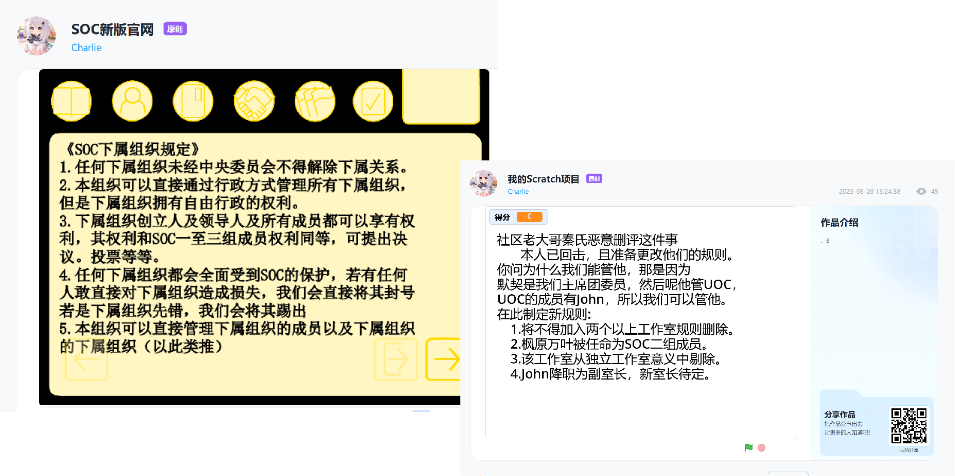 SOC新版官网 原创
Charlie
《SOC下属组织规定》
1. 任何下属组织未经中央委员会不得解除下属关系。
2. 本组织可以直接通过行政方式管理所有下属组织，
但是下属组织拥有自由行政的权利。
3. 下属组织创立人及领导人及所有成员都可以享有权
利，其权利和SOC一至三组成员权利同等，可提出决
议。投票等等。
4. 任何下属组织都会全面受到SOC的保护，若有任何
人敢直接对下属组织造成损失，我们会直接将其封号
若是下属组织先错，我们会将其踢出
5. 本组织可以直接管理下属组织的成员以及下属组织
的下属组织（以此类推）
我的Scratch项目 原创
Charlie
45
得分 0
社区老大哥秦氏恶意删评这件事
本人已回击，且准备更改他们的规则。
你问为什么我们能管他，那是因为
默契是我们主席团委员，然后呢他管UOC，
UOC的成员有John，所以我们可以管他。
在此制定新规则:
1.将不得加入两个以上工作室规则删除。
2.枫原万叶被任命为SOC二组成员。
3.该工作室从独立工作室意义中剔除。
4.John降职为副室长，新室长待定。
作品介绍
分享作品